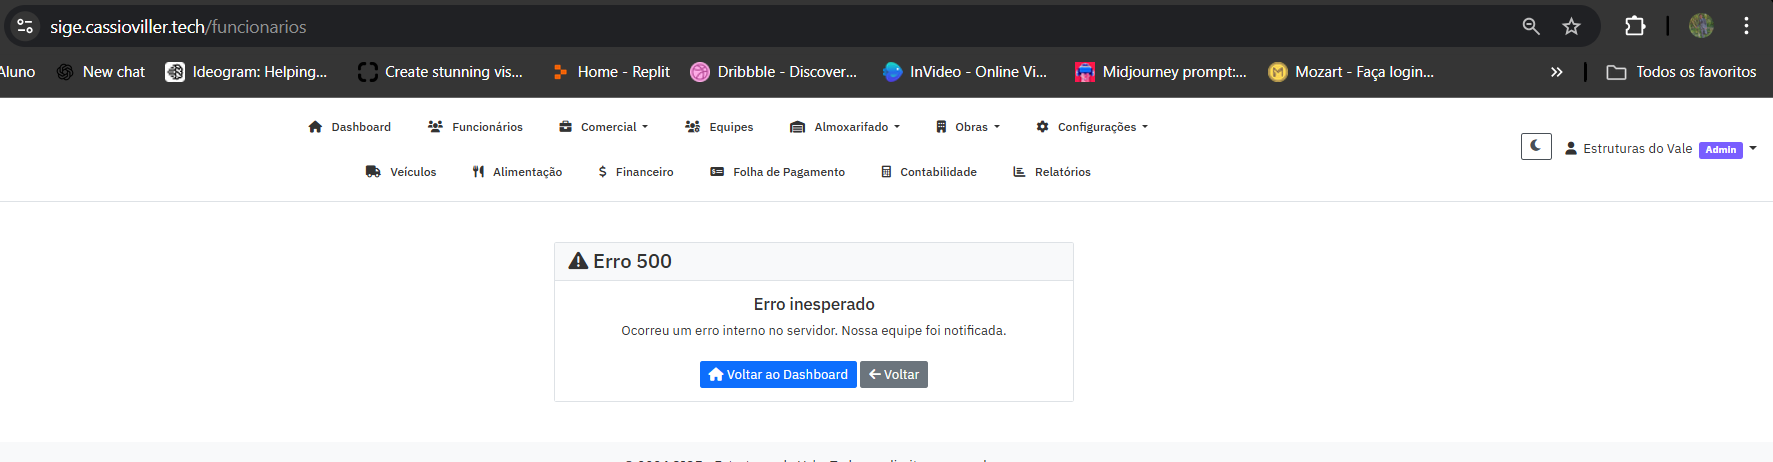 sige.cassioviller.tech/funcionarios
Aluno New chat Ideogram: Helping... Create stunning vis... Home - Replit Dribbble - Discover... InVideo - Online Vi... Midjourney prompt:... Mozart - Faça login... Todos os favoritos
Dashboard Funcionários Comercial Equipes Almoxarifado Obras Configurações
Estruturas do Vale Admin
Veículos Alimentação Financeiro Folha de Pagamento Contabilidade Relatórios
Erro 500
Erro inesperado
Ocorreu um erro interno no servidor. Nossa equipe foi notificada.
Voltar ao Dashboard Voltar